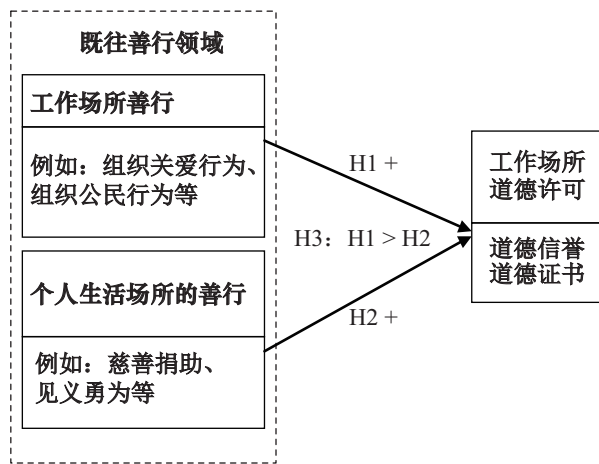 既往善行领域
工作场所善行
例如：组织关爱行为、
组织公民行为等
个人生活场所的善行
例如：慈善捐助、
见义勇为等
H1 +
H3：H1 > H2
H2 +
工作场所
道德许可
道德信誉
道德证书